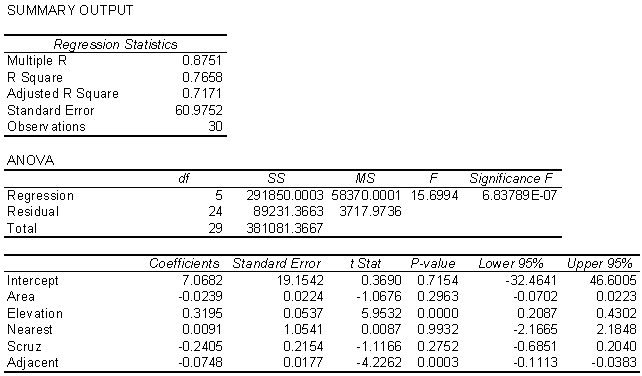 SUMMARY OUTPUT
Regression Statistics
Multiple R 0.8751
R Square 0.7658
Adjusted R Square 0.7171
Standard Error 60.9752
Observations 30
ANOVA
df SS MS F Significance F
Regression 5 291850.0003 58370.0001 15.6994 6.83789E-07
Residual 24 89231.3663 3717.9736
Total 29 381081.3667
Coefficients Standard Error t Stat P-value Lower 95% Upper 95%
Intercept 7.0682 19.1542 0.3690 0.7154 -32.4641 46.6005
Area -0.0239 0.0224 -1.0676 0.2963 -0.0702 0.0223
Elevation 0.3195 0.0537 5.9532 0.0000 0.2087 0.4302
Nearest 0.0091 1.0541 0.0087 0.9932 -2.1665 2.1848
Scruz -0.2405 0.2154 -1.1166 0.2752 -0.6851 0.2040
Adjacent -0.0748 0.0177 -4.2262 0.0003 -0.1113 -0.0383